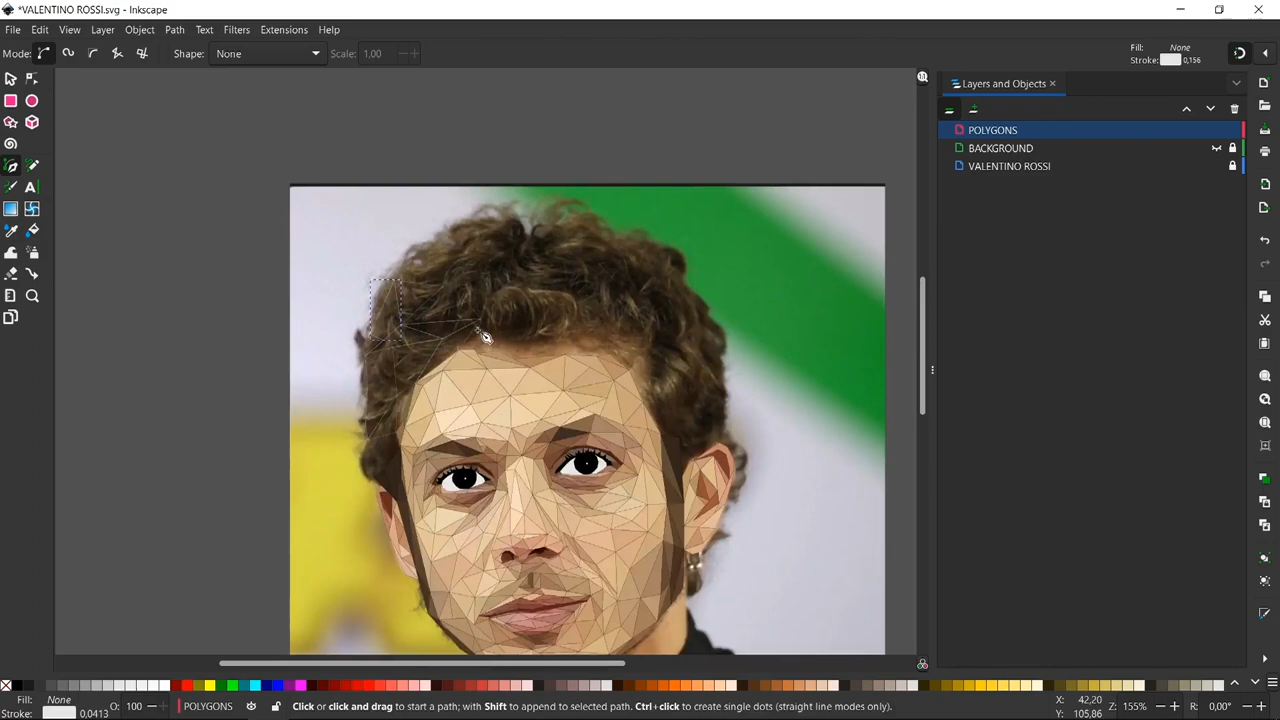 *VALENTINO ROSSI.svg - Inkscape
File Edit View Layer Object Path Text Filters Extensions Help
Mode: Shape: None Scale: 1,00
Fill: None
Stroke: 0,156
Layers and Objects
POLYGONS
BACKGROUND
VALENTINO ROSSI
Fill: None
Stroke: 0,0413
O: 100
POLYGONS
Click or click and drag to start a path; with Shift to append to selected path. Ctrl+click to create single dots (straight line modes only).
X: 42,20
Y: 105,86
Z: 155%
R: 0,00°